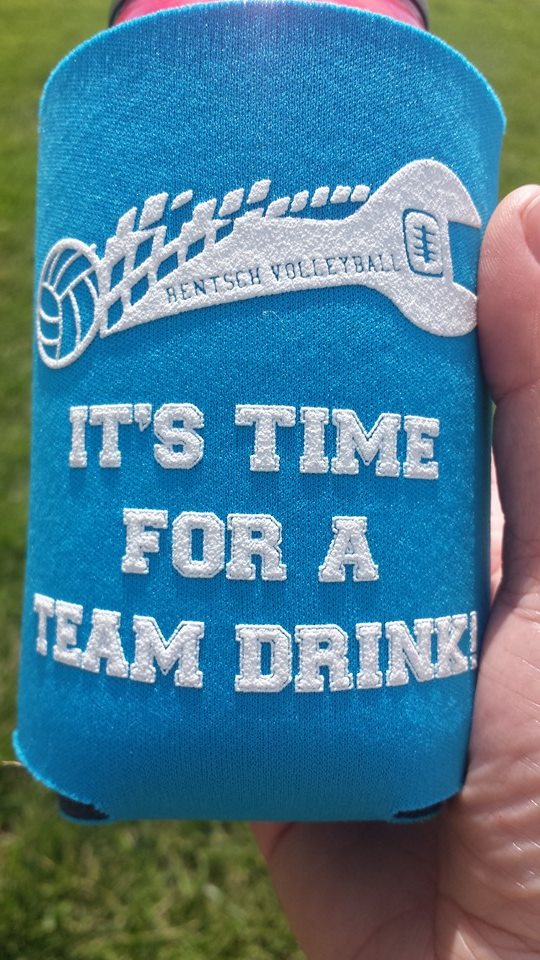 HENTSCH VOLLEYBALL
IT'S TIME
FOR A
TEAM DRINK!